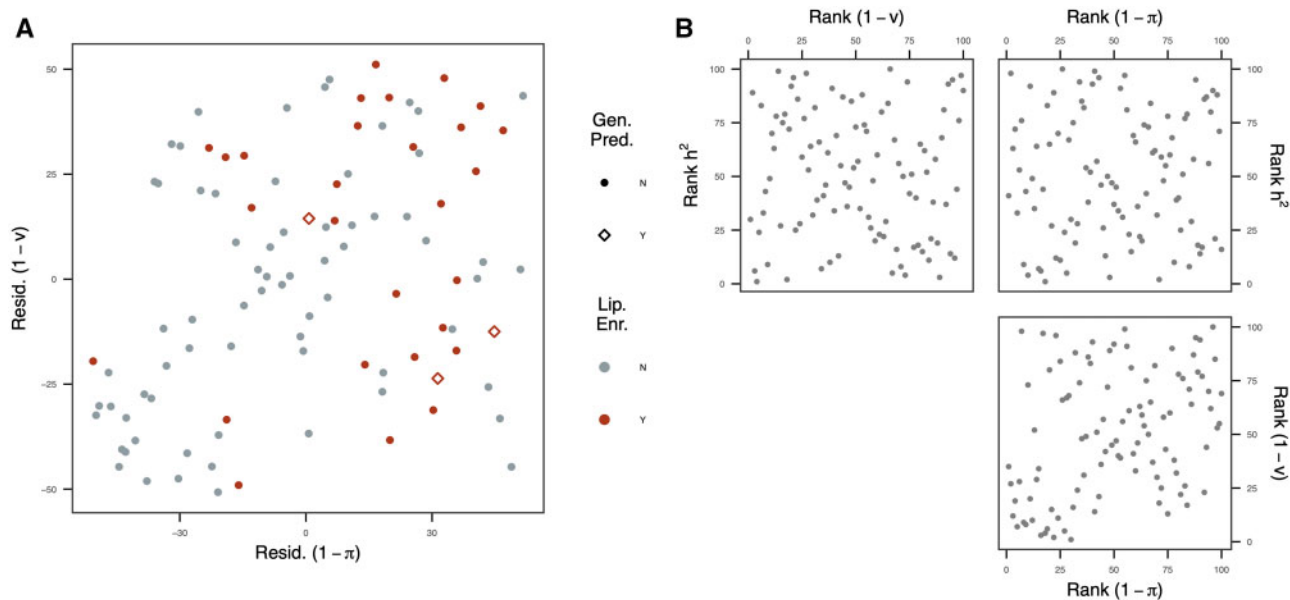 A
50
25
0
−25
−50
Resid. (1 − v)
−30
0
30
Resid. (1 − π)
Gen.
Pred.
N
Y
Lip.
Enr.
N
Y
B
Rank (1 − v)
0
25
50
75
100
Rank (1 − π)
0
25
50
75
100
100
75
50
25
0
Rank h²
100
75
50
25
0
Rank h²
100
75
50
25
0
Rank (1 − v)
0
25
50
75
100
Rank (1 − π)